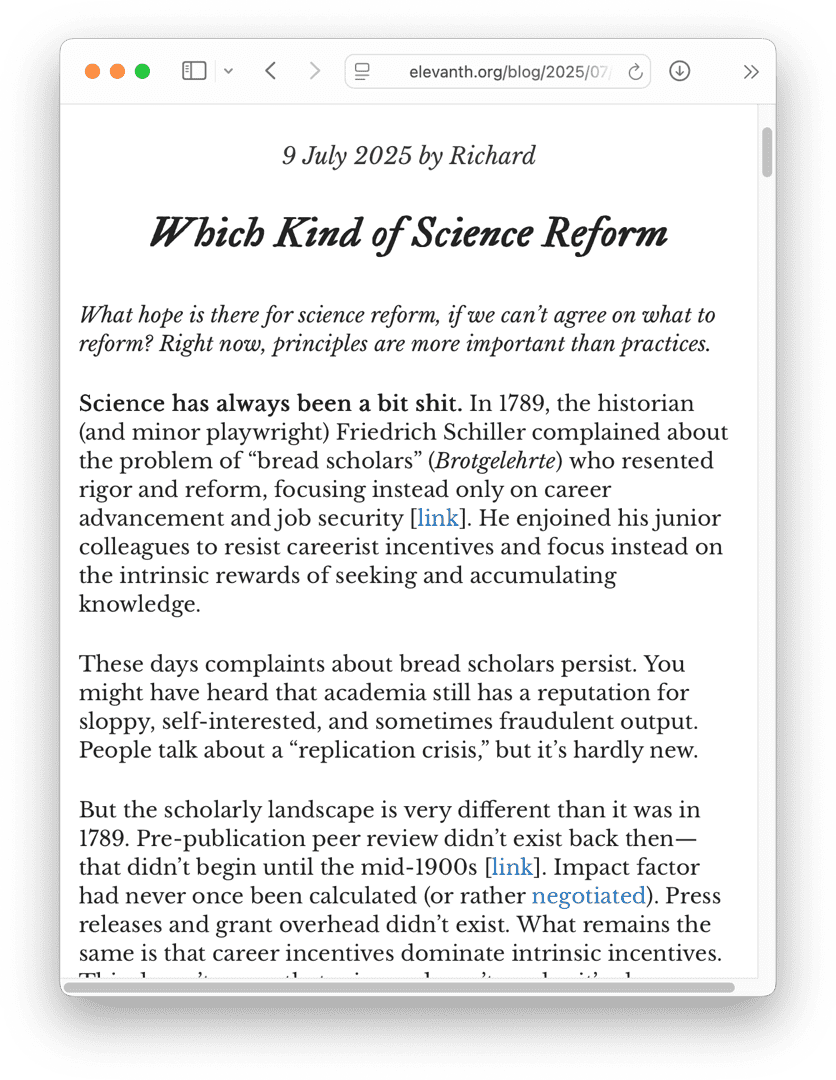 elevanth.org/blog/2025/07/
9 July 2025 by Richard
Which Kind of Science Reform
What hope is there for science reform, if we can’t agree on what to
reform? Right now, principles are more important than practices.
Science has always been a bit shit. In 1789, the historian
(and minor playwright) Friedrich Schiller complained about
the problem of “bread scholars” (Brotgelehrte) who resented
rigor and reform, focusing instead only on career
advancement and job security [link]. He enjoined his junior
colleagues to resist careerist incentives and focus instead on
the intrinsic rewards of seeking and accumulating
knowledge.
These days complaints about bread scholars persist. You
might have heard that academia still has a reputation for
sloppy, self-interested, and sometimes fraudulent output.
People talk about a “replication crisis,” but it’s hardly new.
But the scholarly landscape is very different than it was in
1789. Pre-publication peer review didn’t exist back then—
that didn’t begin until the mid-1900s [link]. Impact factor
had never once been calculated (or rather negotiated). Press
releases and grant overhead didn’t exist. What remains the
same is that career incentives dominate intrinsic incentives.